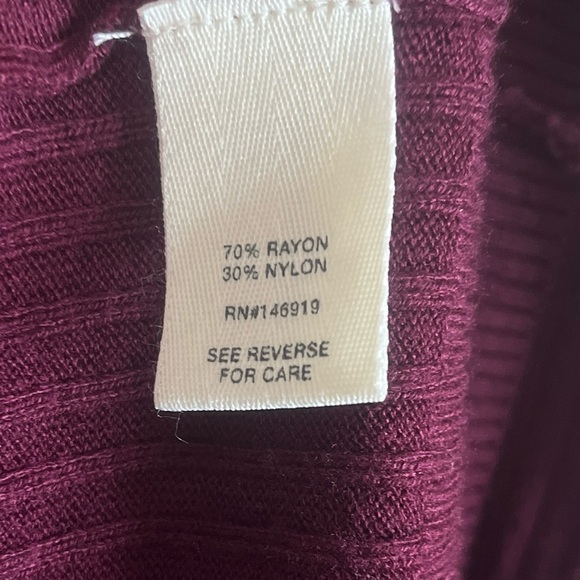 70% RAYON
30% NYLON
RN#146919
SEE REVERSE
FOR CARE